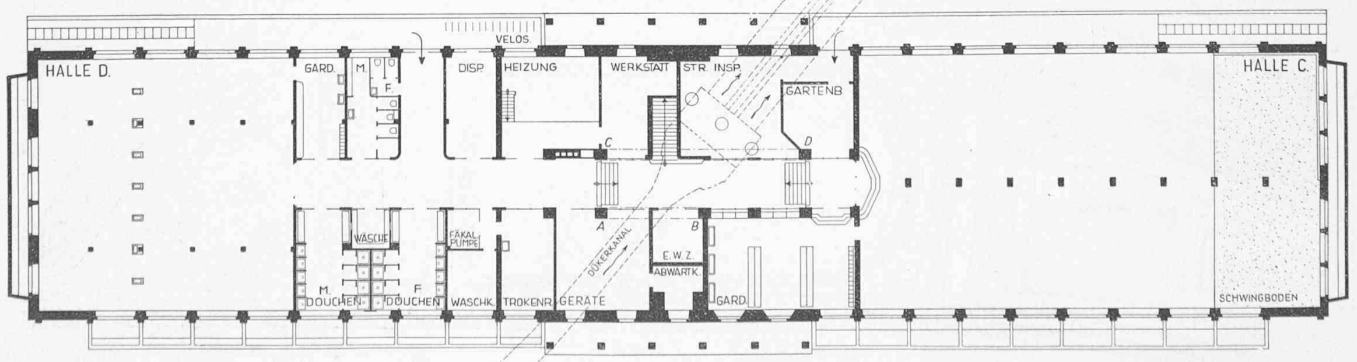 VELOS.
HALLE D.
GARD.
M.
F.
DISP.
HEIZUNG
WERKSTATT
STR. INSP.
GARTENB
HALLE C.
C
D
A
B
WÄSCHE
FÄKAL-
PUMPE
DÜKERKANAL
E.W.Z.
ABWARTK.
M.
DOUCHEN
F.
DOUCHEN
WASCHK.
TROKENR.
GERÄTE
GARD.
SCHWINGBODEN